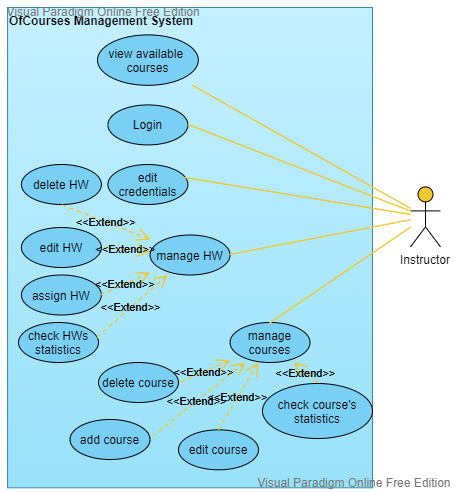 Visual Paradigm Online Free Edition
OfCourses Management System
view available
courses
Login
edit
credentials
delete HW
<<Extend>>
edit HW
<<Extend>>
manage HW
assign HW
<<Extend>>
<<Extend>>
check HWs
statistics
Instructor
manage
courses
delete course
<<Extend>>
<<Extend>>
<<Extend>>
<<Extend>>
check course's
statistics
add course
edit course
Visual Paradigm Online Free Edition